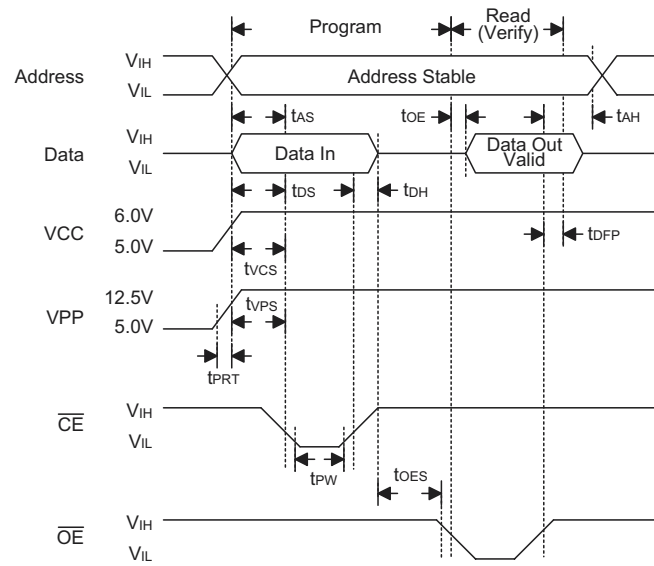 Program
Read
(Verify)
Address
VIH
VIL
Address Stable
tAS
tOE
tAH
Data
VIH
VIL
Data In
Data Out
Valid
tDS
tDH
VCC
6.0V
5.0V
tVCS
tDFP
VPP
12.5V
5.0V
tVPS
tPRT
CE
VIH
VIL
tPW
tOES
OE
VIH
VIL